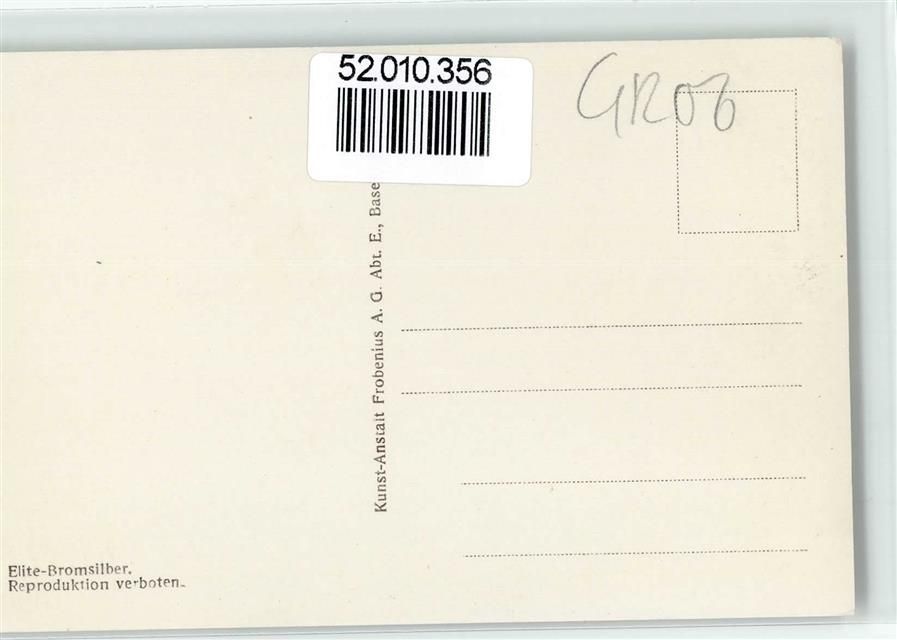 52.010.356
GR06
Kunst-Anstalt Frobenius A. G. Abt. E., Base
Elite-Bromsilber.
Reproduktion verboten.